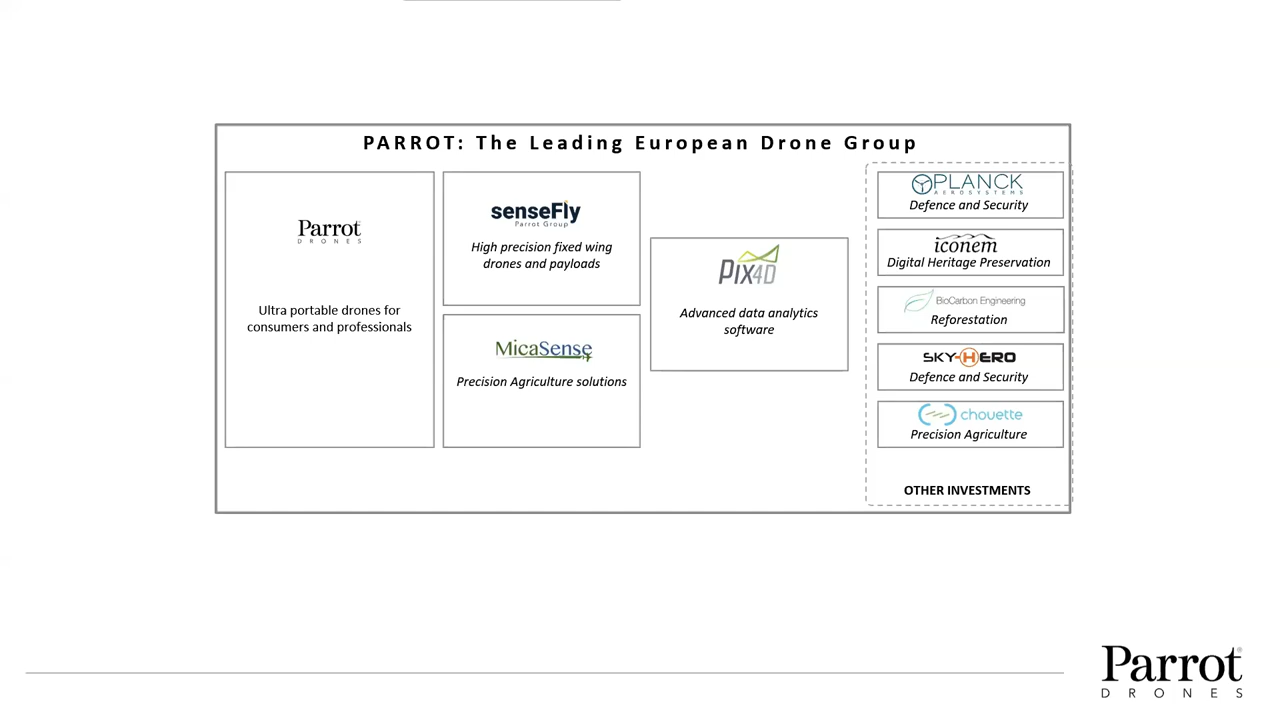 PARROT: The Leading European Drone Group
Parrot
DRONES
Ultra portable drones for
consumers and professionals
senseFly
Parrot Group
High precision fixed wing
drones and payloads
MicaSense
Precision Agriculture solutions
PIX4D
Advanced data analytics
software
PLANCK
AEROSYSTEMS
Defence and Security
iconem
Digital Heritage Preservation
BioCarbon Engineering
Reforestation
SKY-HERO
Defence and Security
chouette
Precision Agriculture
OTHER INVESTMENTS
Parrot®
DRONES